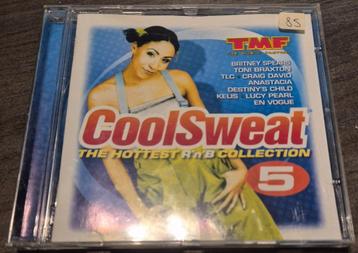 85
TMF
BRITNEY SPEARS
TONI BRAXTON
TLC CRAIG DAVID
ANASTACIA
DESTINY'S CHILD
KELIS LUCY PEARL
EN VOGUE
CoolSweat
THE HOTTEST R'n'B COLLECTION
5